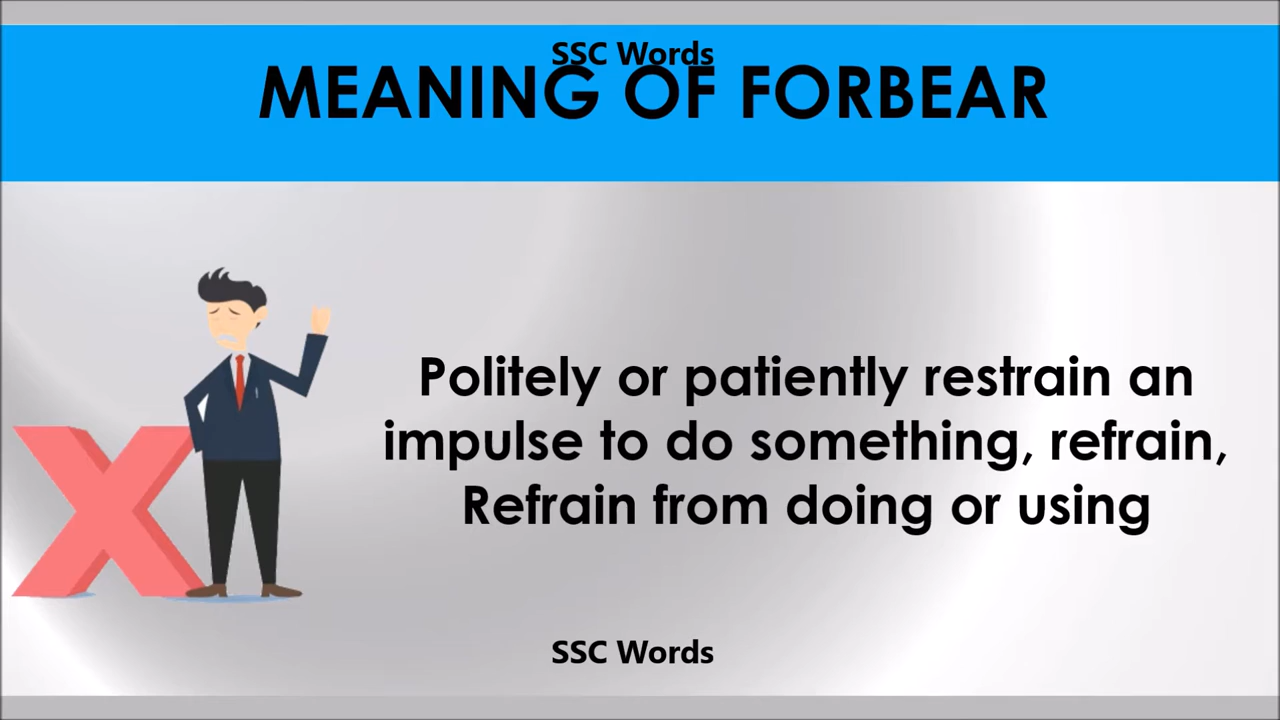 SSC Words
MEANING OF FORBEAR
Politely or patiently restrain an
impulse to do something, refrain,
Refrain from doing or using
SSC Words